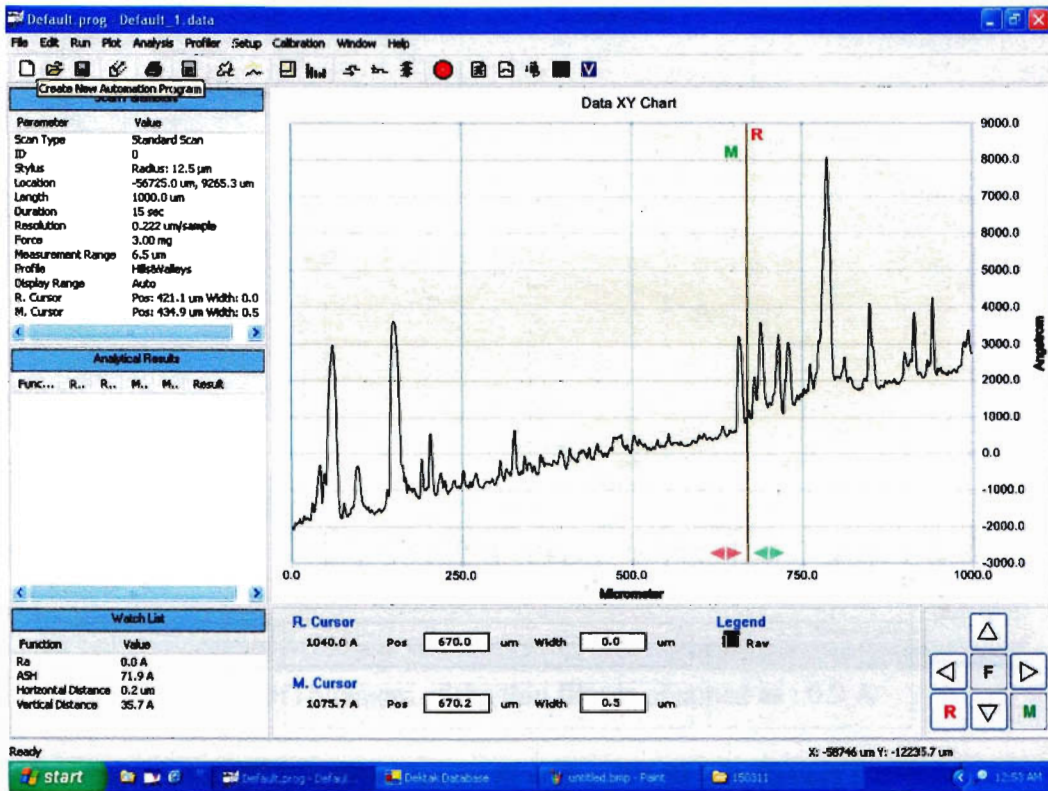 Default.prog - Default_1.data
File Edit Run Plot Analysis Profiler Setup Calibration Window Help
Create New Automation Program
Parameter Value
Scan Type Standard Scan
ID 0
Stylus Radius: 12.5 µm
Location -56725.0 um, 9265.3 um
Length 1000.0 um
Duration 15 sec
Resolution 0.222 um/sample
Force 3.00 mg
Measurement Range 6.5 um
Profile Hills&Valleys
Display Range Auto
R. Cursor Pos: 421.1 um Width: 0.0
M. Cursor Pos: 434.9 um Width: 0.5
Analytical Results
Func... R.. R.. M.. M.. Result
Watch List
Function Value
Ra 0.0 A
ASH 71.9 A
Horizontal Distance 0.2 um
Vertical Distance 35.7 A
Data XY Chart
R
M
9000.0
8000.0
7000.0
6000.0
5000.0
4000.0
3000.0
2000.0
1000.0
0.0
-1000.0
-2000.0
-3000.0
Angstrom
0.0 250.0 500.0 750.0 1000.0
Micrometer
R. Cursor
1040.0 A Pos 670.0 um Width 0.0 um
M. Cursor
1075.7 A Pos 670.2 um Width 0.5 um
Legend
Raw
F
R M
Ready
X: -58746 um Y: -12235.7 um
start
Default.prog - Defaul...
Dektak Database
untitled.bmp - Paint
150311
12:53 AM